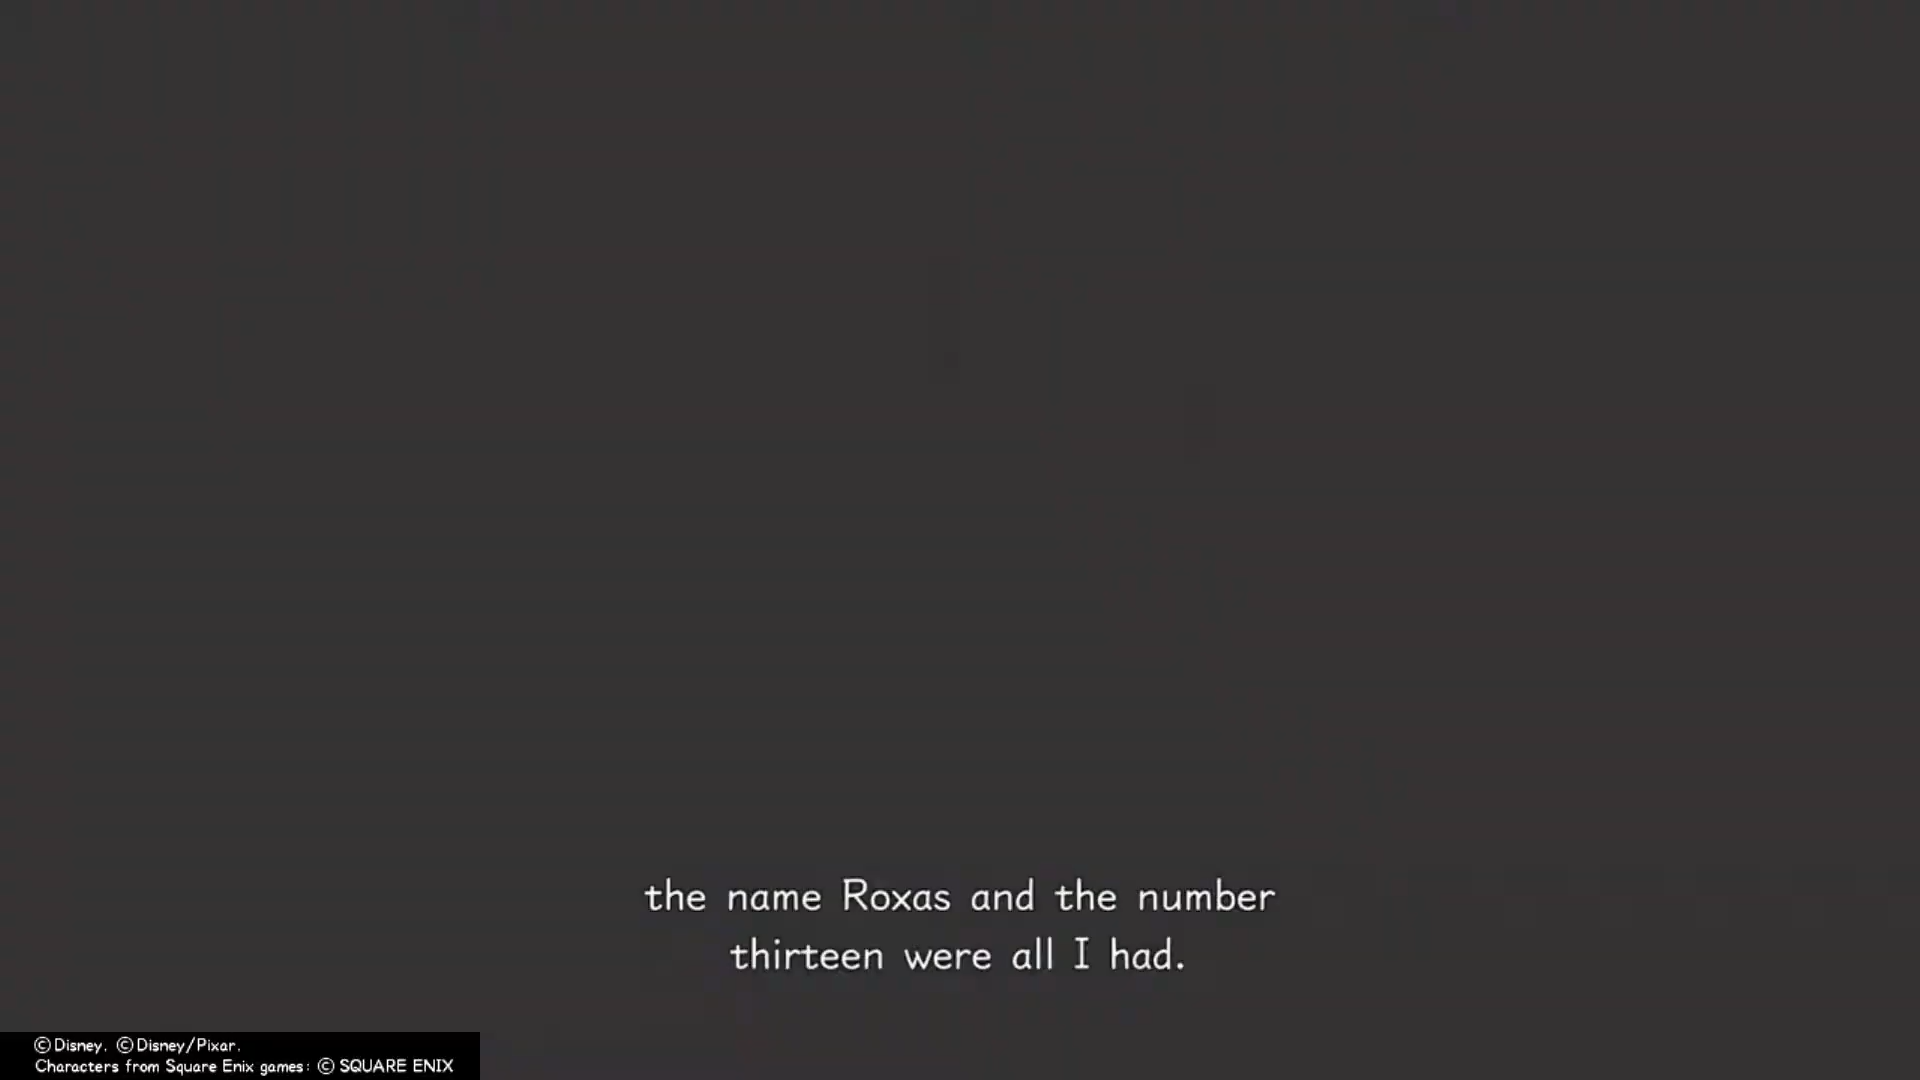 the name Roxas and the number
thirteen were all I had.
©Disney. ©Disney/Pixar.
Characters from Square Enix games: © SQUARE ENIX